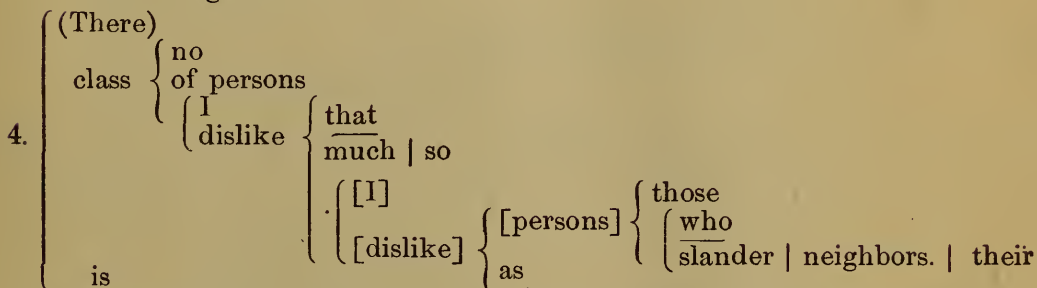 (There)
no
class
of persons
I
that
dislike
much | so
4.
[I]
those
[persons]
who
[dislike]
slander | neighbors. | their
as
is